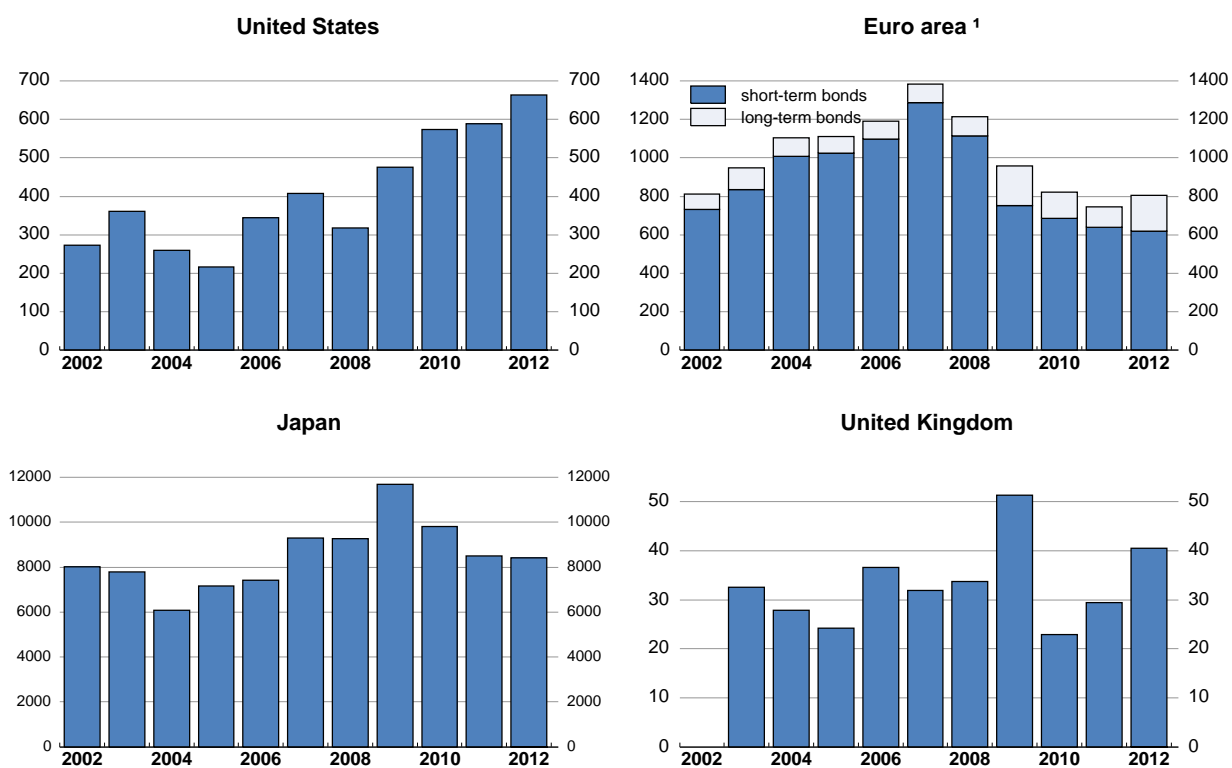 United States
Euro area ¹
700 700 1400 1400
short-term bonds
600 600 1200 long-term bonds 1200
500 500 1000 1000
400 400 800 800
300 300 600 600
200 200 400 400
100 100 200 200
0 0 0 0
2002 2004 2006 2008 2010 2012
2002 2004 2006 2008 2010 2012
Japan
United Kingdom
12000 12000
10000 10000
8000 8000
6000 6000
4000 4000
2000 2000
0 0
2002 2004 2006 2008 2010 2012
50 50
40 40
30 30
20 20
10 10
0 0
2002 2004 2006 2008 2010 2012